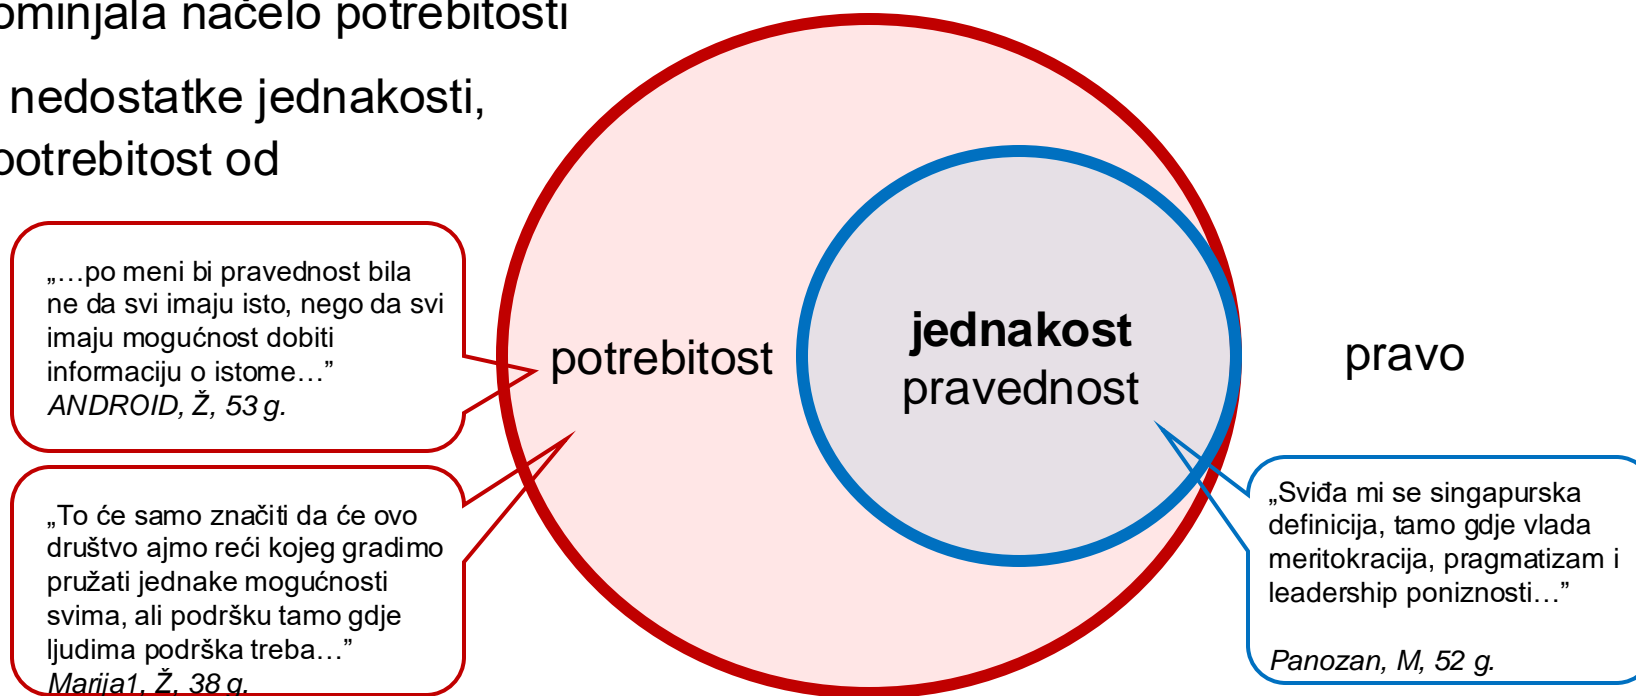 ominjala načelo potrebitosti
nedostatke jednakosti,
potrebitost od
„…po meni bi pravednost bila
ne da svi imaju isto, nego da svi
imaju mogućnost dobiti
informaciju o istome…”
ANDROID, Ž, 53 g.
„To će samo značiti da će ovo
društvo ajmo reći kojeg gradimo
pružati jednake mogućnosti
svima, ali podršku tamo gdje
ljudima podrška treba…”
Marija1, Ž, 38 g.
potrebitost
jednakost
pravednost
pravo
„Sviđa mi se singapurska
definicija, tamo gdje vlada
meritokracija, pragmatizam i
leadership poniznosti…”
Panozan, M, 52 g.